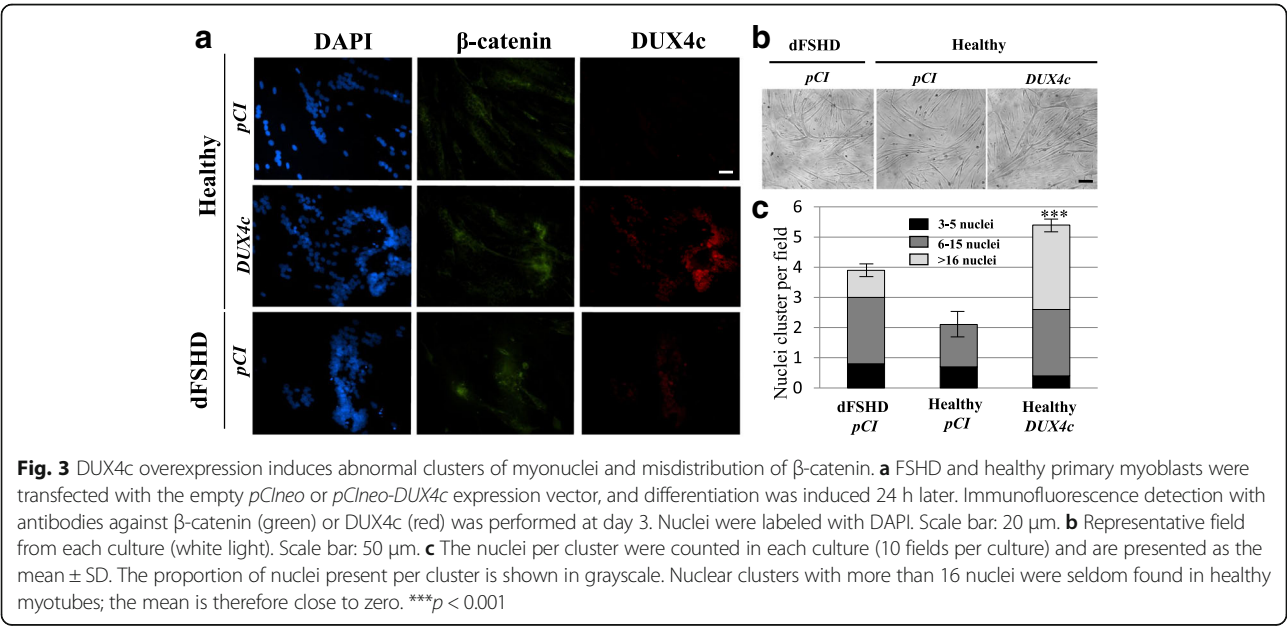 a
DAPI β-catenin DUX4c
Healthy
pCI
DUX4c
dFSHD
pCI
b
dFSHD Healthy
pCI pCI DUX4c
c
Nuclei cluster per field
6
5
4
3
2
1
0
***
3-5 nuclei
6-15 nuclei
>16 nuclei
dFSHD Healthy Healthy
pCI pCI DUX4c
Fig. 3 DUX4c overexpression induces abnormal clusters of myonuclei and misdistribution of β-catenin. a FSHD and healthy primary myoblasts were
transfected with the empty pCIneo or pCIneo-DUX4c expression vector, and differentiation was induced 24 h later. Immunofluorescence detection with
antibodies against β-catenin (green) or DUX4c (red) was performed at day 3. Nuclei were labeled with DAPI. Scale bar: 20 μm. b Representative field
from each culture (white light). Scale bar: 50 μm. c The nuclei per cluster were counted in each culture (10 fields per culture) and are presented as the
mean ± SD. The proportion of nuclei present per cluster is shown in grayscale. Nuclear clusters with more than 16 nuclei were seldom found in healthy
myotubes; the mean is therefore close to zero. ***p < 0.001